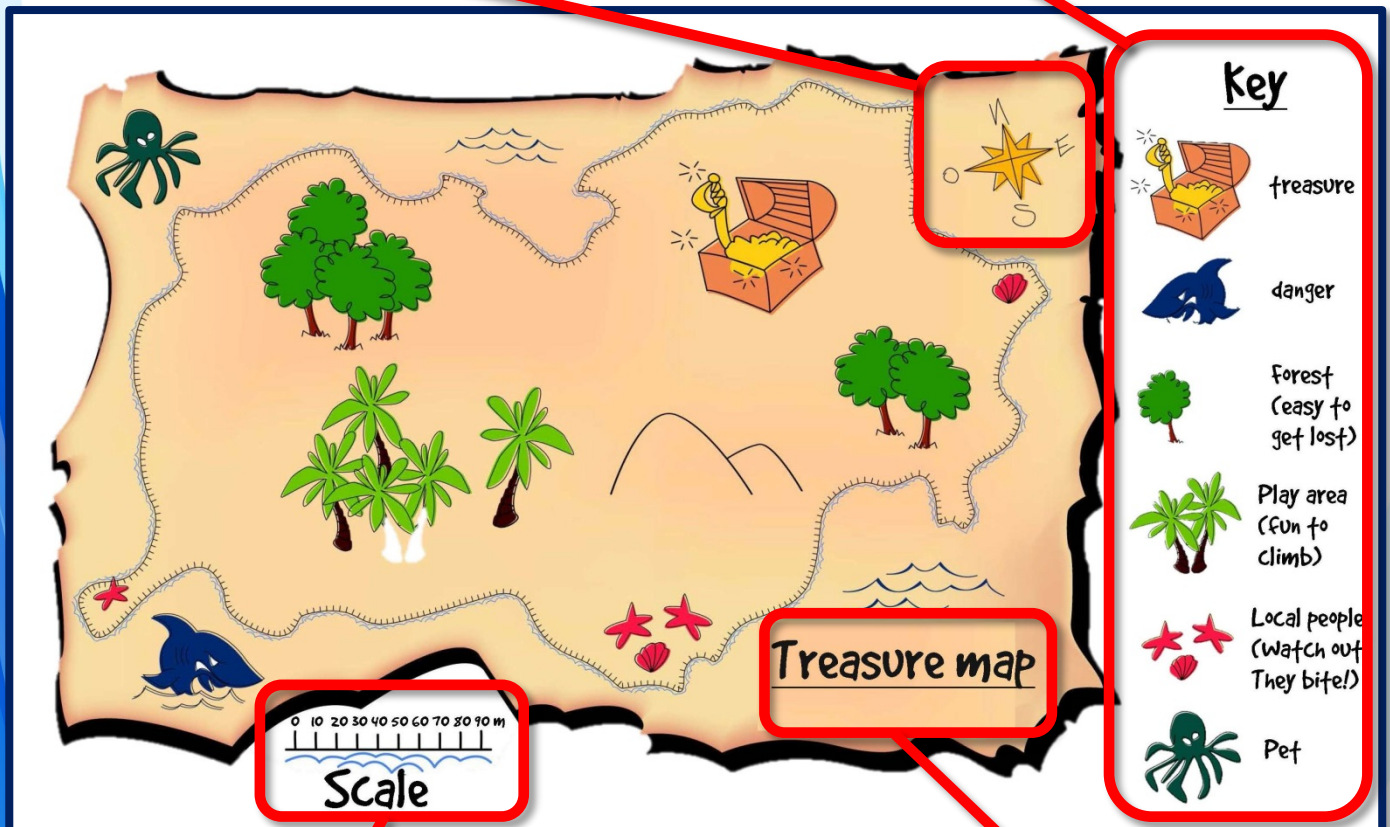 N
E
O
S
Treasure map
0 10 20 30 40 50 60 70 80 90 m
Scale
Key
treasure
danger
Forest
(easy to
get lost)
Play area
(fun to
climb)
Local people
(Watch out
They bite!)
Pet